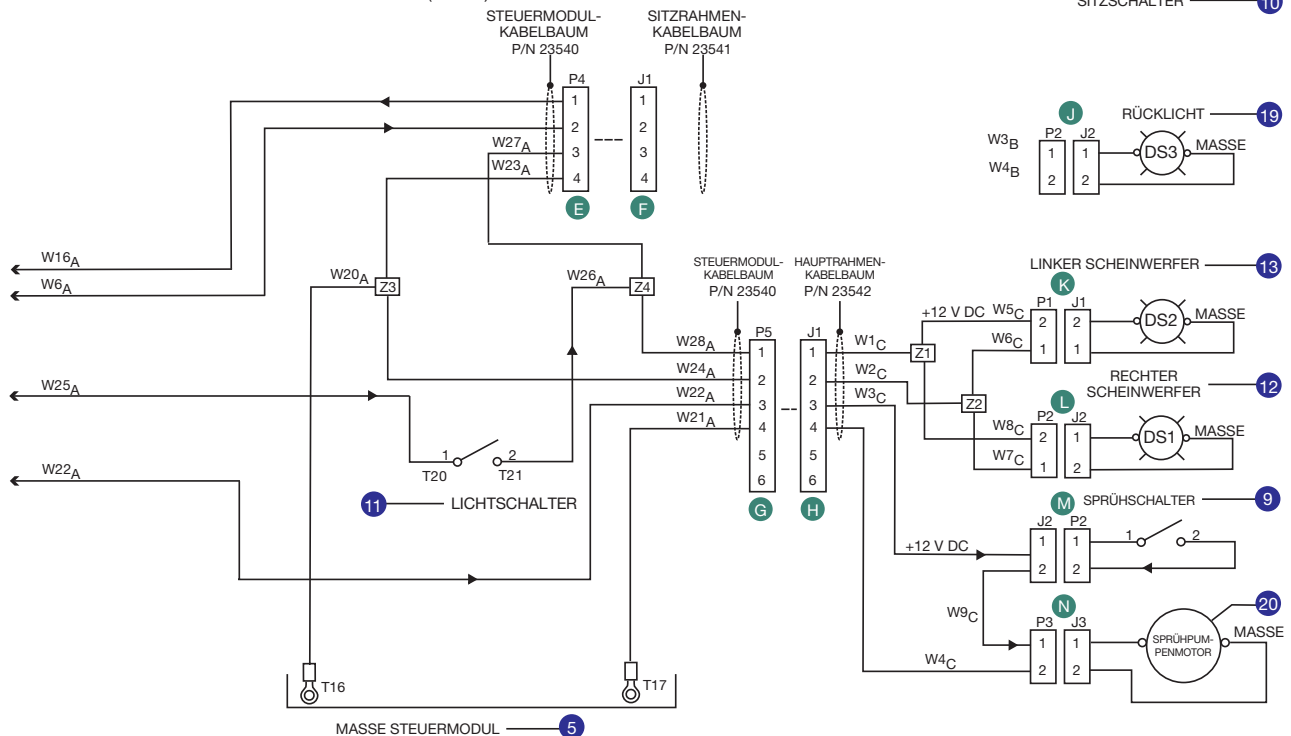 SITZSCHALTER
10
STEUERMODUL-
KABELBAUM
P/N 23540
SITZRAHMEN-
KABELBAUM
P/N 23541
P4
J1
1
1
2
2
3
3
4
4
W27A
W23A
E
F
RÜCKLICHT
19
J
P2
J2
W3B
1
1
W4B
2
2
DS3
MASSE
W16A
W6A
W20A
Z3
W26A
Z4
STEUERMODUL-
KABELBAUM
P/N 23540
HAUPTRAHMEN-
KABELBAUM
P/N 23542
P5
J1
W28A
1
1
W1C
W24A
2
2
W2C
W22A
3
3
W3C
W21A
4
4
5
5
6
6
G
H
Z1
Z2
LINKER SCHEINWERFER
13
K
P1
J1
+12 V DC
W5C
2
2
W6C
1
1
DS2
MASSE
RECHTER
SCHEINWERFER
12
L
P2
J2
W8C
2
1
W7C
1
2
DS1
MASSE
W25A
1
2
T20
T21
11
LICHTSCHALTER
W22A
M
SPRÜHSCHALTER
9
J2
P2
+12 V DC
1
1
1
2
2
2
W9C
N
P3
J3
1
1
W4C
2
2
SPRÜHPUM-
PENMOTOR
20
MASSE
T16
T17
MASSE STEUERMODUL
5